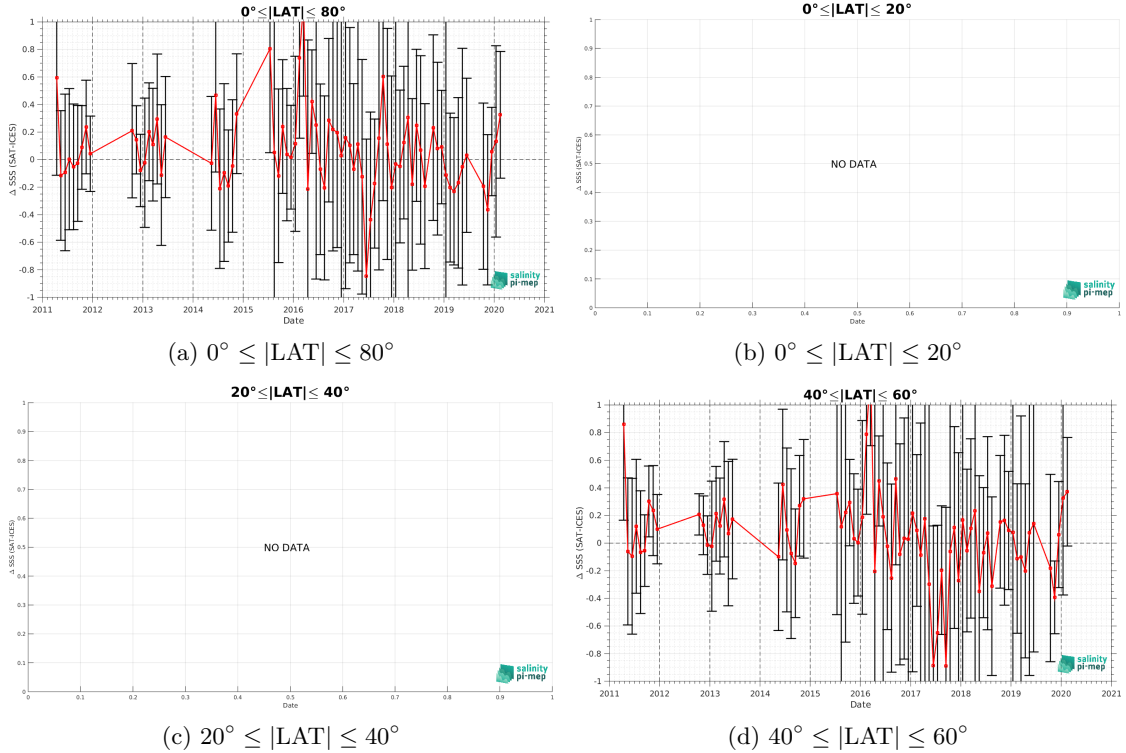 0°≤|LAT|≤ 80°
1
0.8
0.6
0.4
0.2
0
-0.2
-0.4
-0.6
-0.8
-1
Δ SSS (SAT-ICES)
2011 2012 2013 2014 2015 2016 2017 2018 2019 2020 2021
Date
salinity
pi-mep
(a) 0° ≤ |LAT| ≤ 80°
0°≤|LAT|≤ 20°
1
0.9
0.8
0.7
0.6
0.5
0.4
0.3
0.2
0.1
0
Δ SSS (SAT-ICES)
NO DATA
0 0.1 0.2 0.3 0.4 0.5 0.6 0.7 0.8 0.9 1
Date
salinity
pi-mep
(b) 0° ≤ |LAT| ≤ 20°
20°≤|LAT|≤ 40°
1
0.9
0.8
0.7
0.6
0.5
0.4
0.3
0.2
0.1
0
Δ SSS (SAT-ICES)
NO DATA
0 0.1 0.2 0.3 0.4 0.5 0.6 0.7 0.8 0.9 1
Date
salinity
pi-mep
(c) 20° ≤ |LAT| ≤ 40°
40°≤|LAT|≤ 60°
1
0.8
0.6
0.4
0.2
0
-0.2
-0.4
-0.6
-0.8
-1
Δ SSS (SAT-ICES)
2011 2012 2013 2014 2015 2016 2017 2018 2019 2020 2021
Date
salinity
pi-mep
(d) 40° ≤ |LAT| ≤ 60°